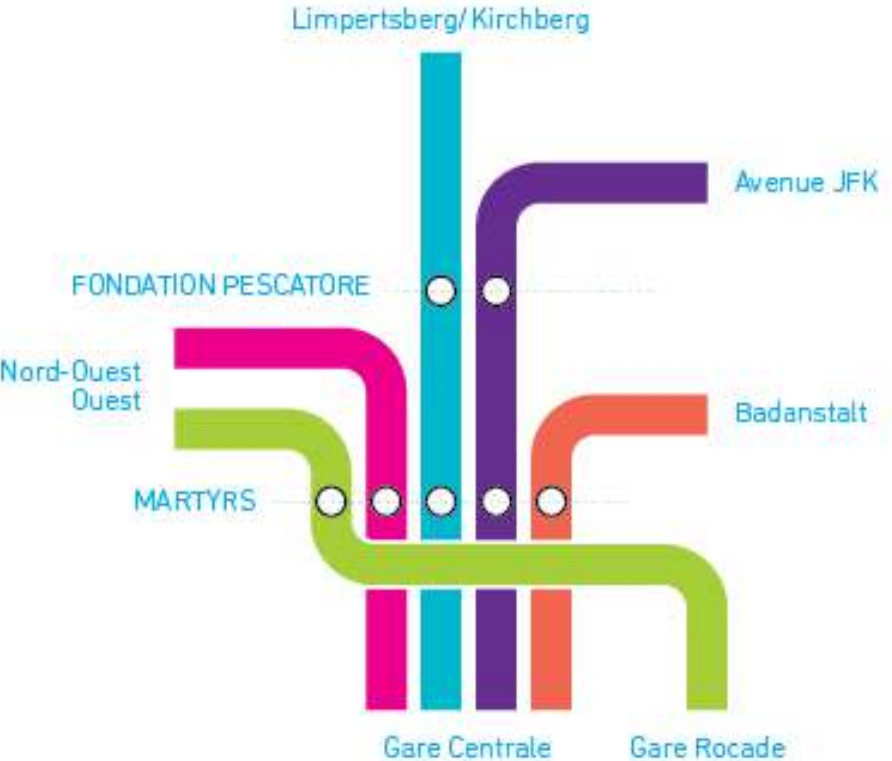 Limpertsberg/Kirchberg
Avenue JFK
FONDATION PESCATORE
Nord-Ouest
Ouest
Badanstalt
MARTYRS
Gare Centrale
Gare Rocade